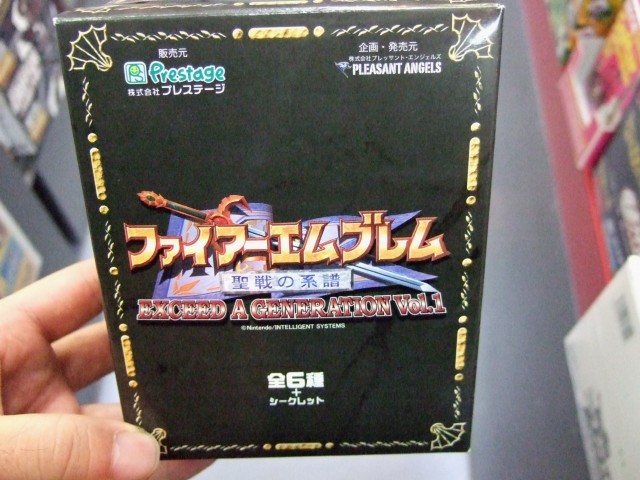 販売元
Prestage
株式会社 プレステージ
企画・発売元
株式会社プレッサント・エンジェルズ
PLEASANT ANGELS
ファイアーエムブレム
聖戦の系譜
EXCEED A GENERATION Vol.1
©Nintendo/INTELLIGENT SYSTEMS
全6種
+
シークレット